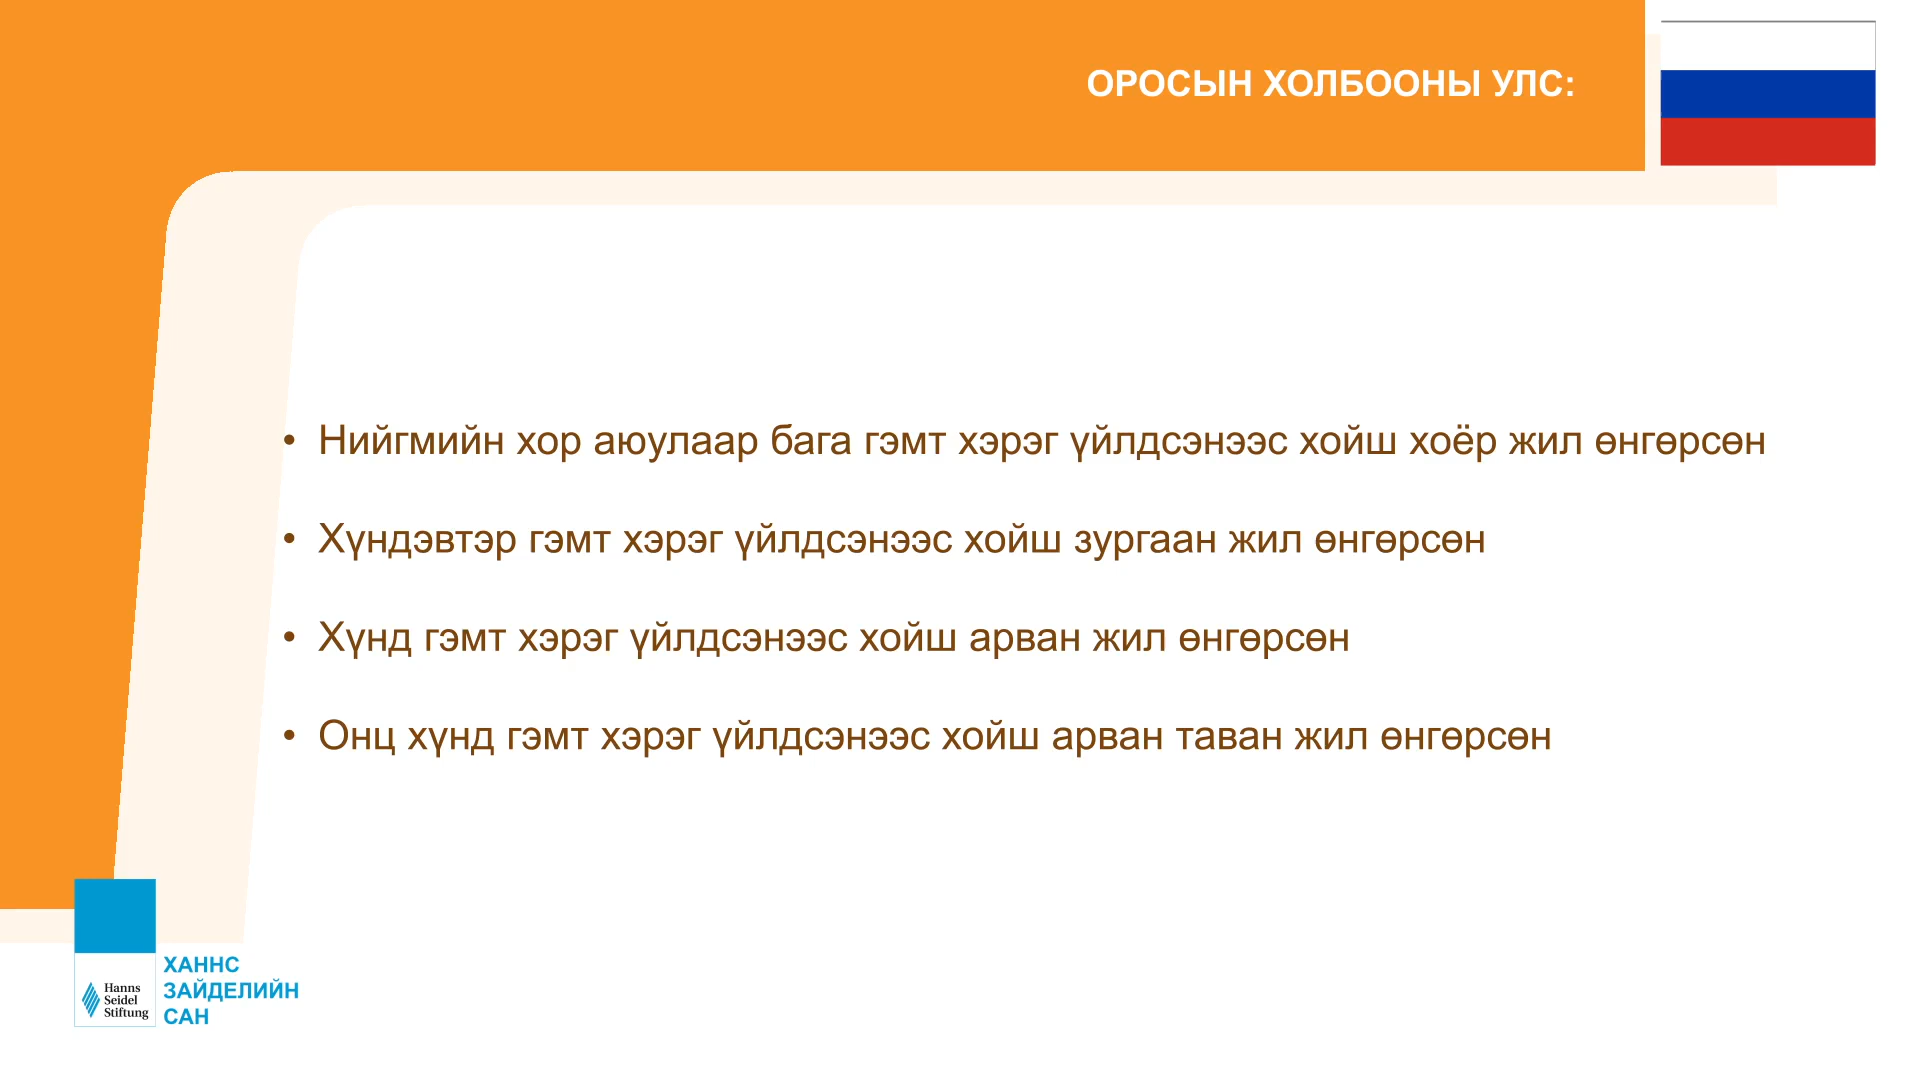 ОРОСЫН ХОЛБООНЫ УЛС:
• Нийгмийн хор аюулаар бага гэмт хэрэг үйлдсэнээс хойш хоёр жил өнгөрсөн
• Хүндэвтэр гэмт хэрэг үйлдсэнээс хойш зургаан жил өнгөрсөн
• Хүнд гэмт хэрэг үйлдсэнээс хойш арван жил өнгөрсөн
• Онц хүнд гэмт хэрэг үйлдсэнээс хойш арван таван жил өнгөрсөн
Hanns
Seidel
Stiftung
ХАННС
ЗАЙДЕЛИЙН
САН